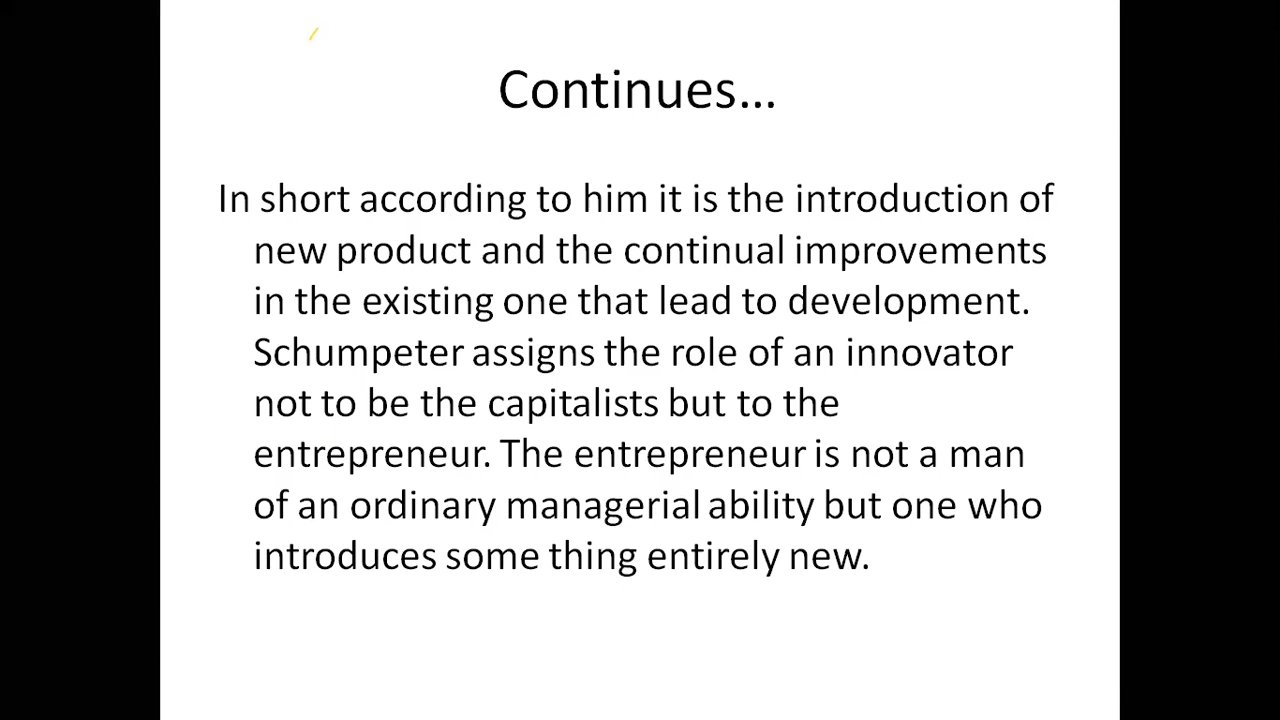 Continues...
In short according to him it is the introduction of
new product and the continual improvements
in the existing one that lead to development.
Schumpeter assigns the role of an innovator
not to be the capitalists but to the
entrepreneur. The entrepreneur is not a man
of an ordinary managerial ability but one who
introduces some thing entirely new.